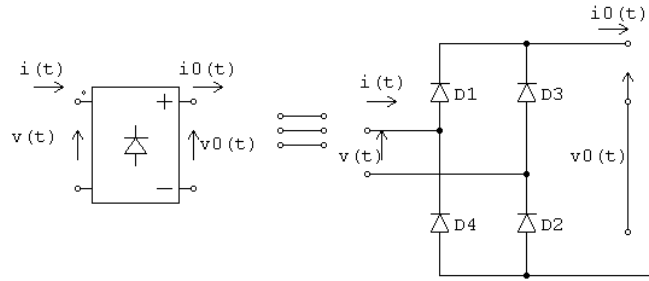 i0(t)
i(t)
i0(t)
+
v(t)
v0(t)
−
i(t)
D1
D3
v(t)
v0(t)
D4
D2